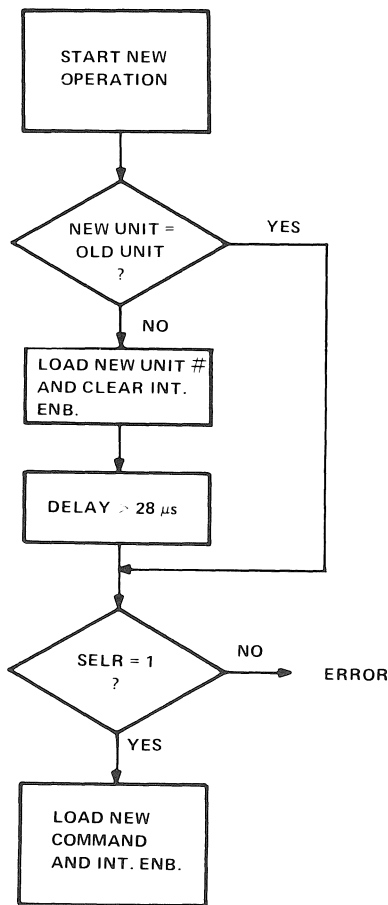 START NEW
OPERATION
NEW UNIT =
OLD UNIT
?
YES
NO
LOAD NEW UNIT #
AND CLEAR INT.
ENB.
DELAY > 28 μs
SELR = 1
?
NO
ERROR
YES
LOAD NEW
COMMAND
AND INT. ENB.